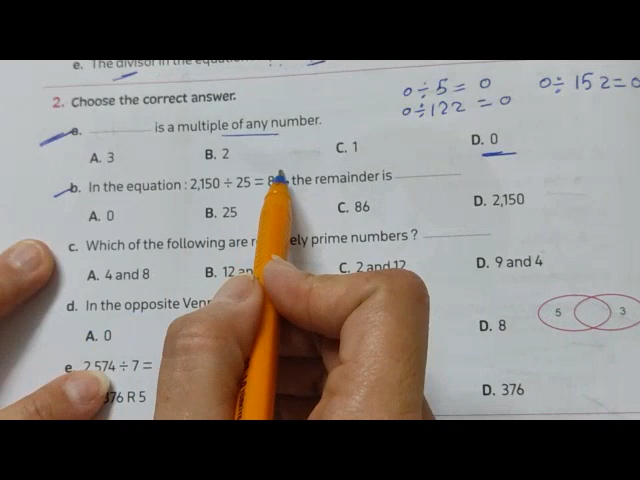 e. The divisor in the
0÷5= 0
0÷152=0
0÷122 = 0
2. Choose the correct answer.
a. ________ is a multiple of any number.
A. 3
B. 2
C. 1
D. 0
b. In the equation : 2,150 ÷ 25 = 8 the remainder is ________
A. 0
B. 25
C. 86
D. 2,150
c. Which of the following are ely prime numbers ? ________
A. 4 and 8
B. 12
C. 2 and 12
D. 9 and 4
d. In the opposite Venn
A. 0
D. 8
5
3
e. 2,574 ÷ 7 =
376 R 5
D. 376